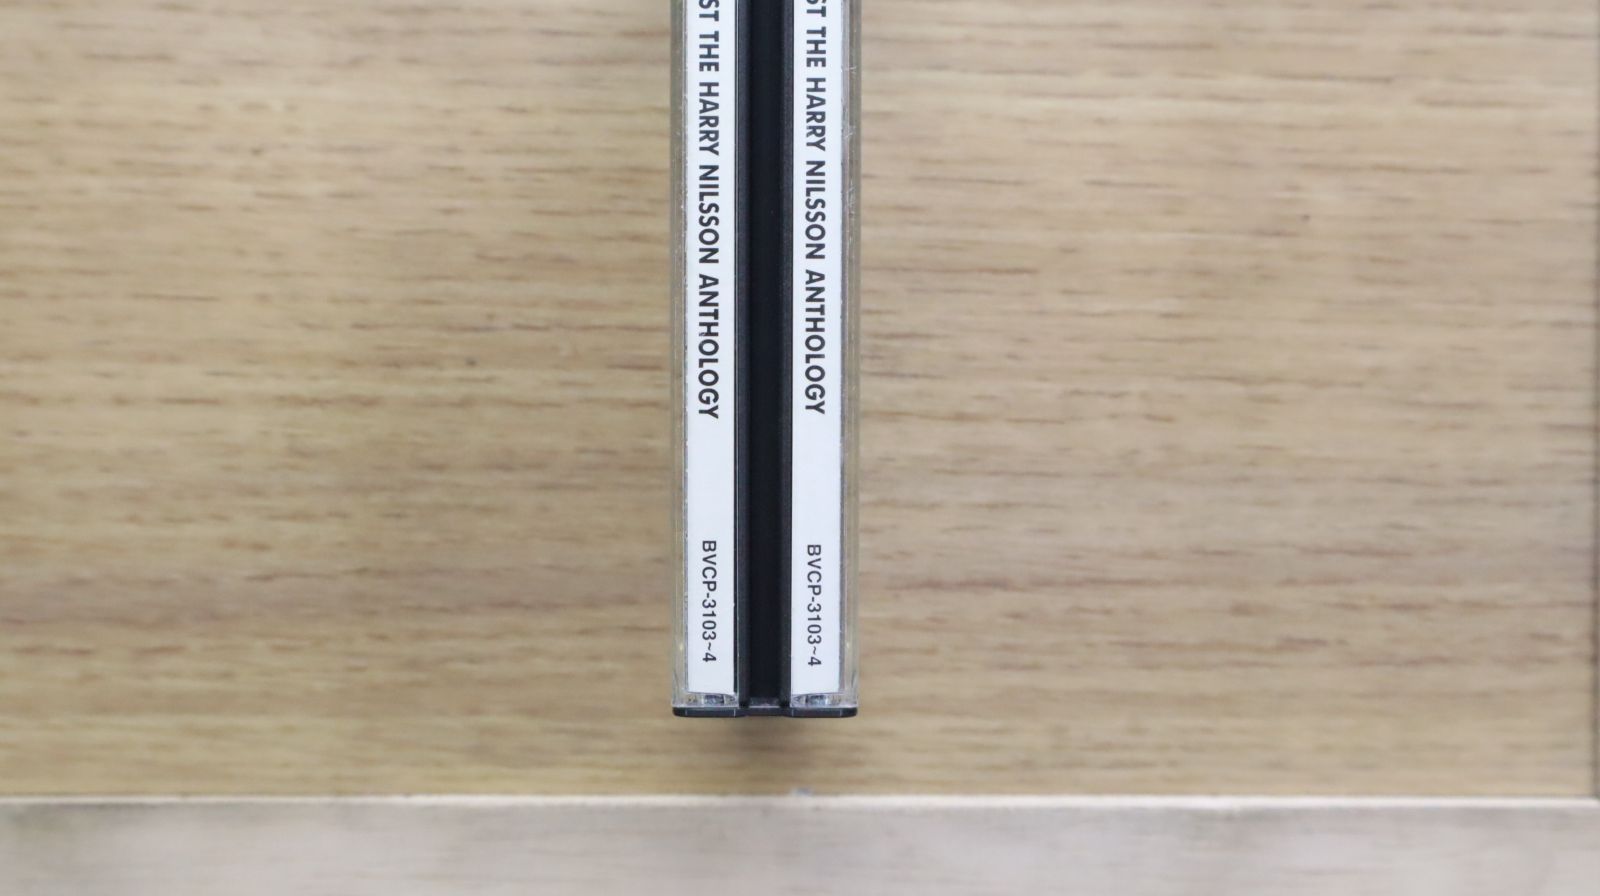 ST THE HARRY NILSSON ANTHOLOGY BVCP-3103~4
ST THE HARRY NILSSON ANTHOLOGY BVCP-3103~4